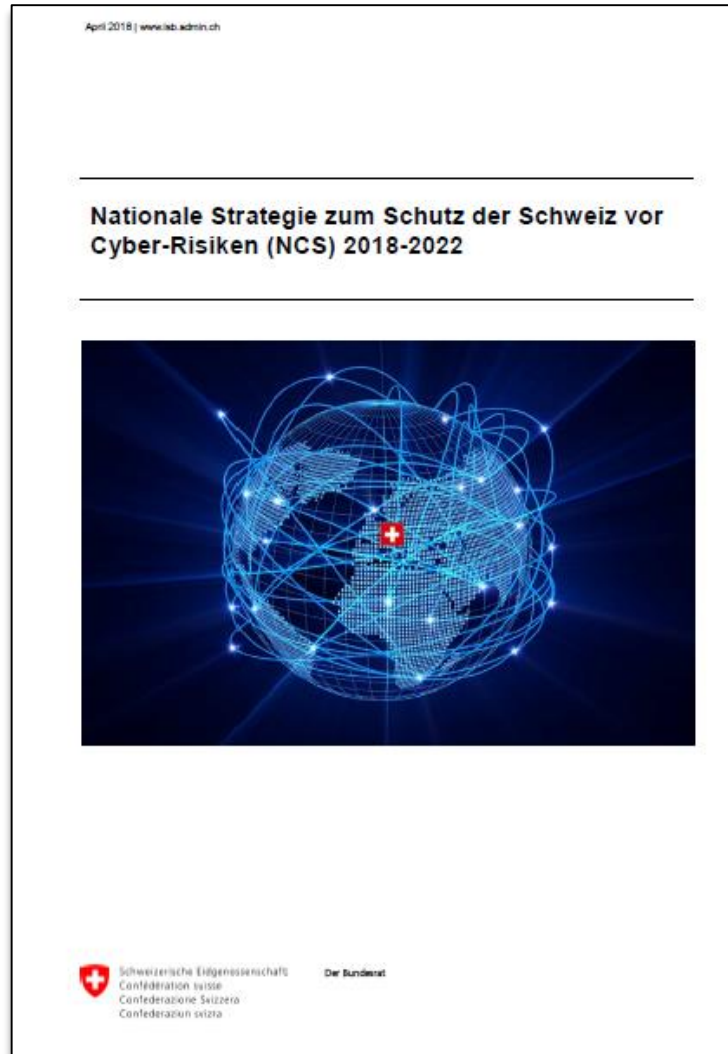 April 2018 | www.isb.admin.ch
Nationale Strategie zum Schutz der Schweiz vor
Cyber-Risiken (NCS) 2018-2022
Schweizerische Eidgenossenschaft
Confédération suisse
Confederazione Svizzera
Confederaziun svizra
Der Bundesrat